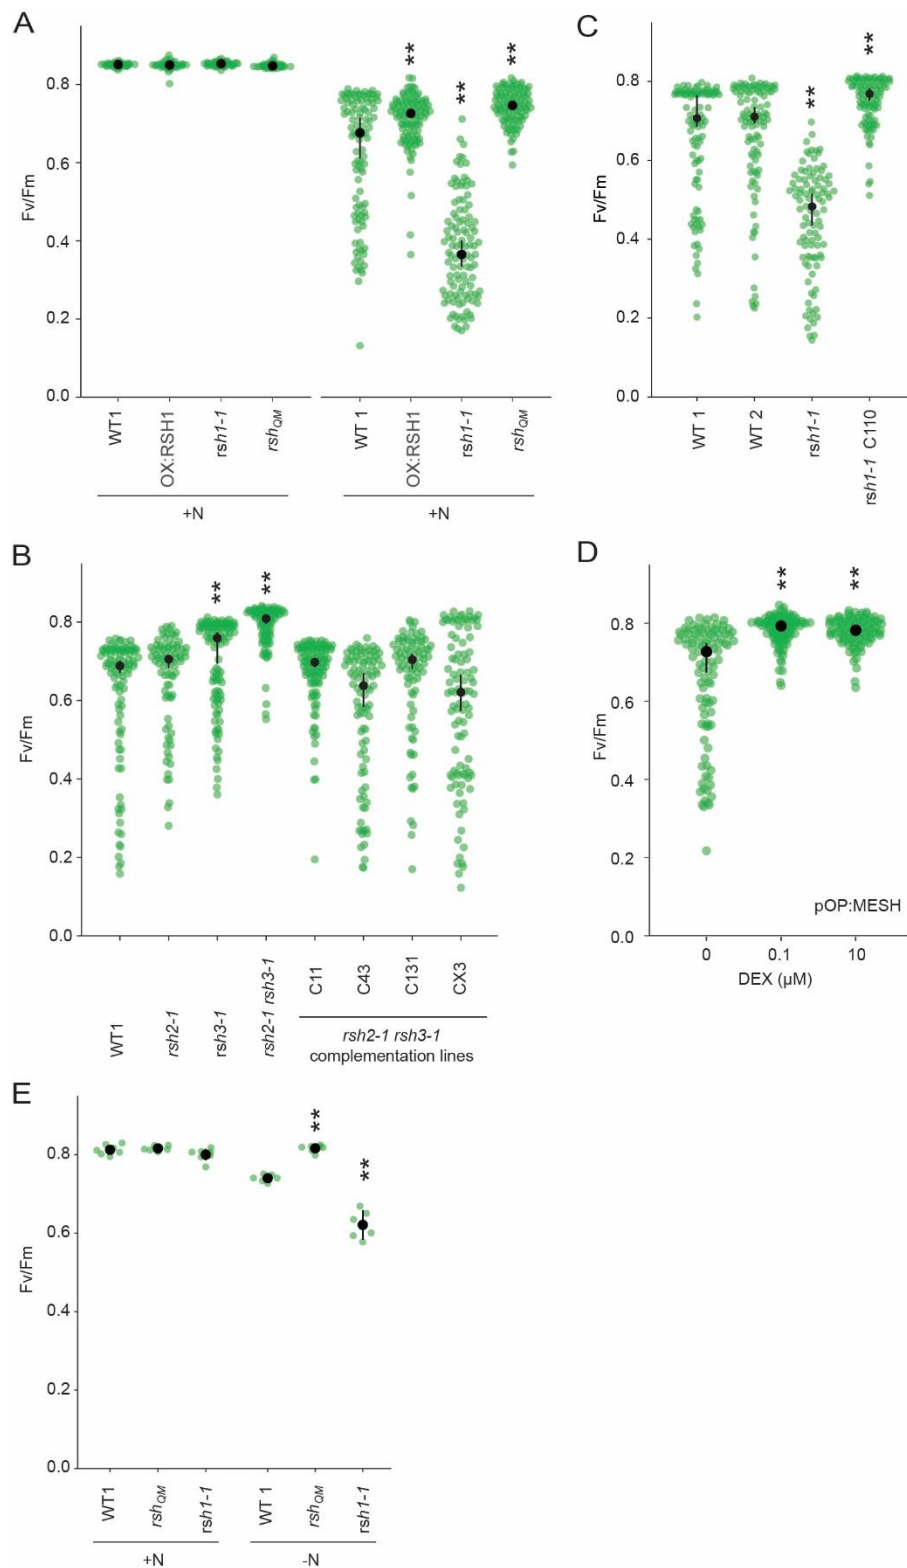 A
Fv/Fm
0.8
0.6
0.4
0.2
0.0
** ** **
WT1
OX:RSH1
rsh1-1
rshQM
WT 1
OX:RSH1
rsh1-1
rshQM
+N
+N
C
Fv/Fm
0.8
0.6
0.4
0.2
0.0
** **
WT 1
WT 2
rsh1-1
rsh1-1 C110
B
Fv/Fm
0.8
0.6
0.4
0.2
0.0
** **
WT1
rsh2-1
rsh3-1
rsh2-1 rsh3-1
C11
C43
C131
CX3
rsh2-1 rsh3-1
complementation lines
D
Fv/Fm
0.8
0.6
0.4
0.2
0.0
** **
pOP:MESH
0 0.1 10
DEX (µM)
E
Fv/Fm
0.8
0.6
0.4
0.2
0.0
** **
WT1
rshQM
rsh1-1
WT 1
rshQM
rsh1-1
+N
-N